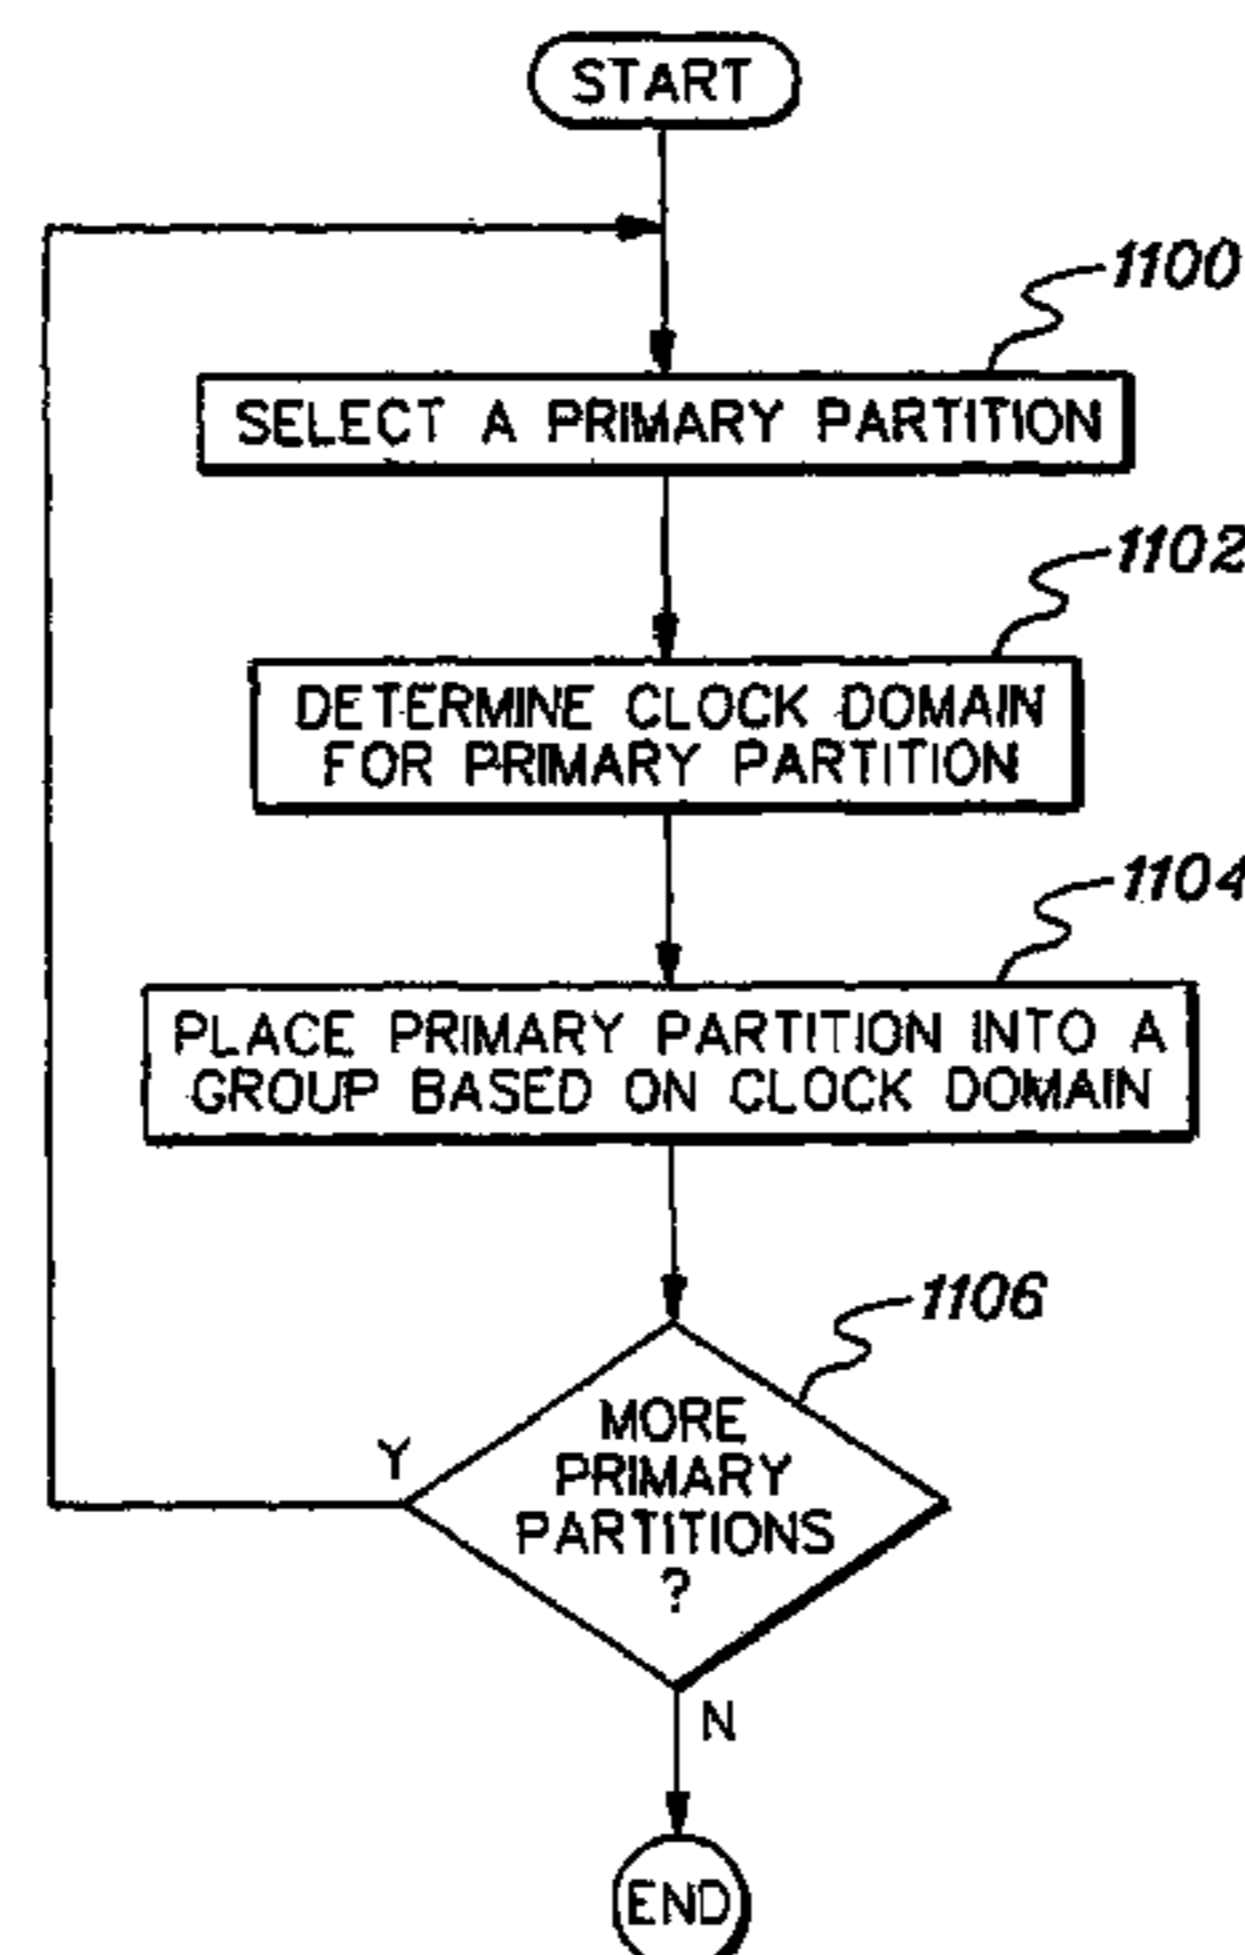 START
1100
SELECT A PRIMARY PARTITION
1102
DETERMINE CLOCK DOMAIN
FOR PRIMARY PARTITION
1104
PLACE PRIMARY PARTITION INTO A
GROUP BASED ON CLOCK DOMAIN
1106
MORE
PRIMARY
PARTITIONS
?
Y
N
END